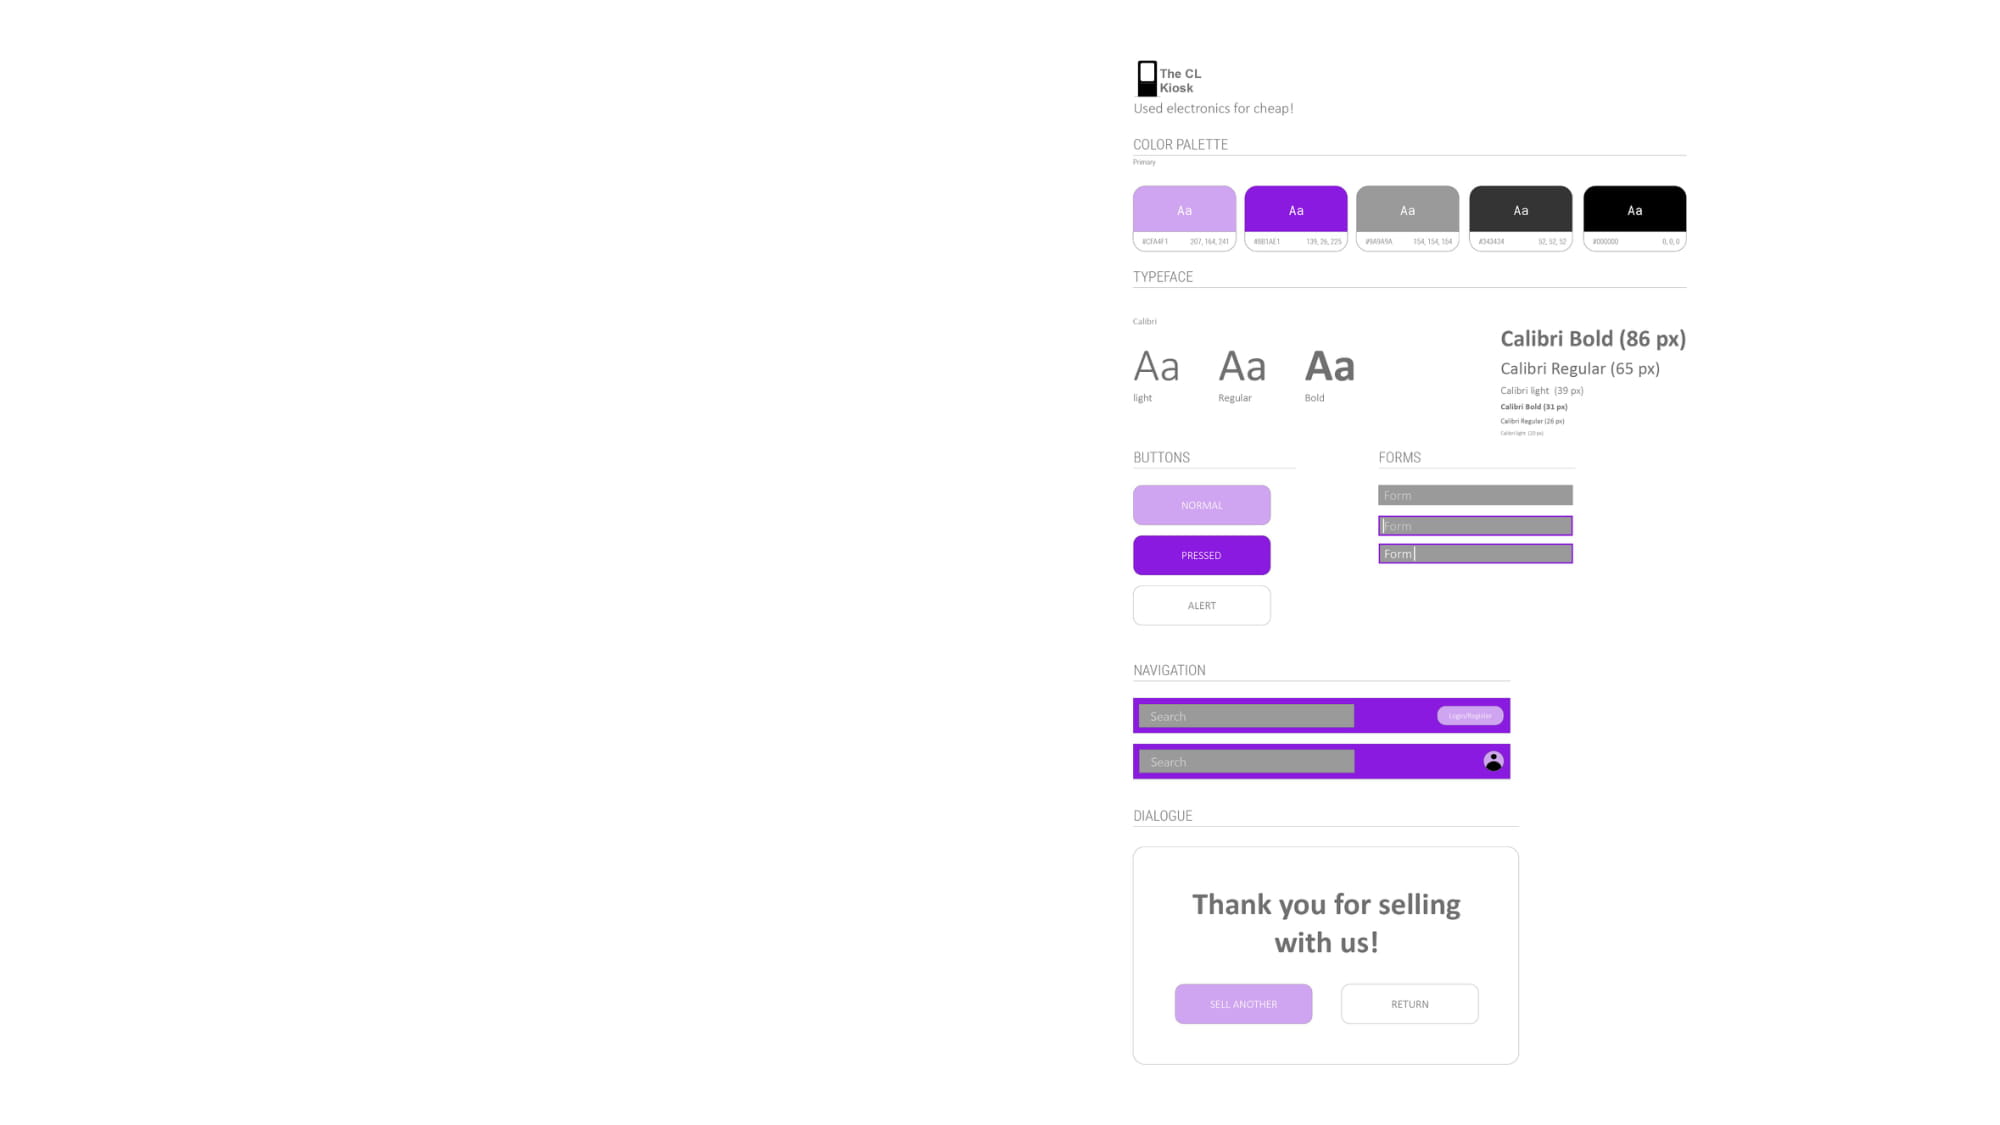 The CL
Kiosk
Used electronics for cheap!
COLOR PALETTE
Primary
Aa Aa Aa Aa Aa
#CFA4F1 207, 164, 241 #8B1AE1 139, 26, 225 #9A9A9A 154, 154, 154 #343434 52, 52, 52 #000000 0, 0, 0
TYPEFACE
Calibri
Aa Aa Aa
light Regular Bold
Calibri Bold (86 px)
Calibri Regular (65 px)
Calibri light (39 px)
Calibri Bold (31 px)
Calibri Regular (26 px)
Calibri light (20 px)
BUTTONS
NORMAL
PRESSED
ALERT
FORMS
Form
Form
Form
NAVIGATION
Search Login/Register
Search
DIALOGUE
Thank you for selling
with us!
SELL ANOTHER RETURN